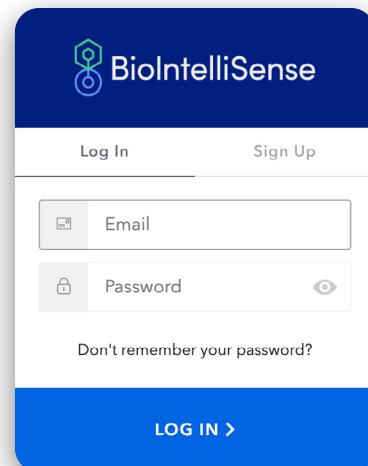 BioIntelliSense
Log In
Sign Up
Email
Password
Don't remember your password?
LOG IN >